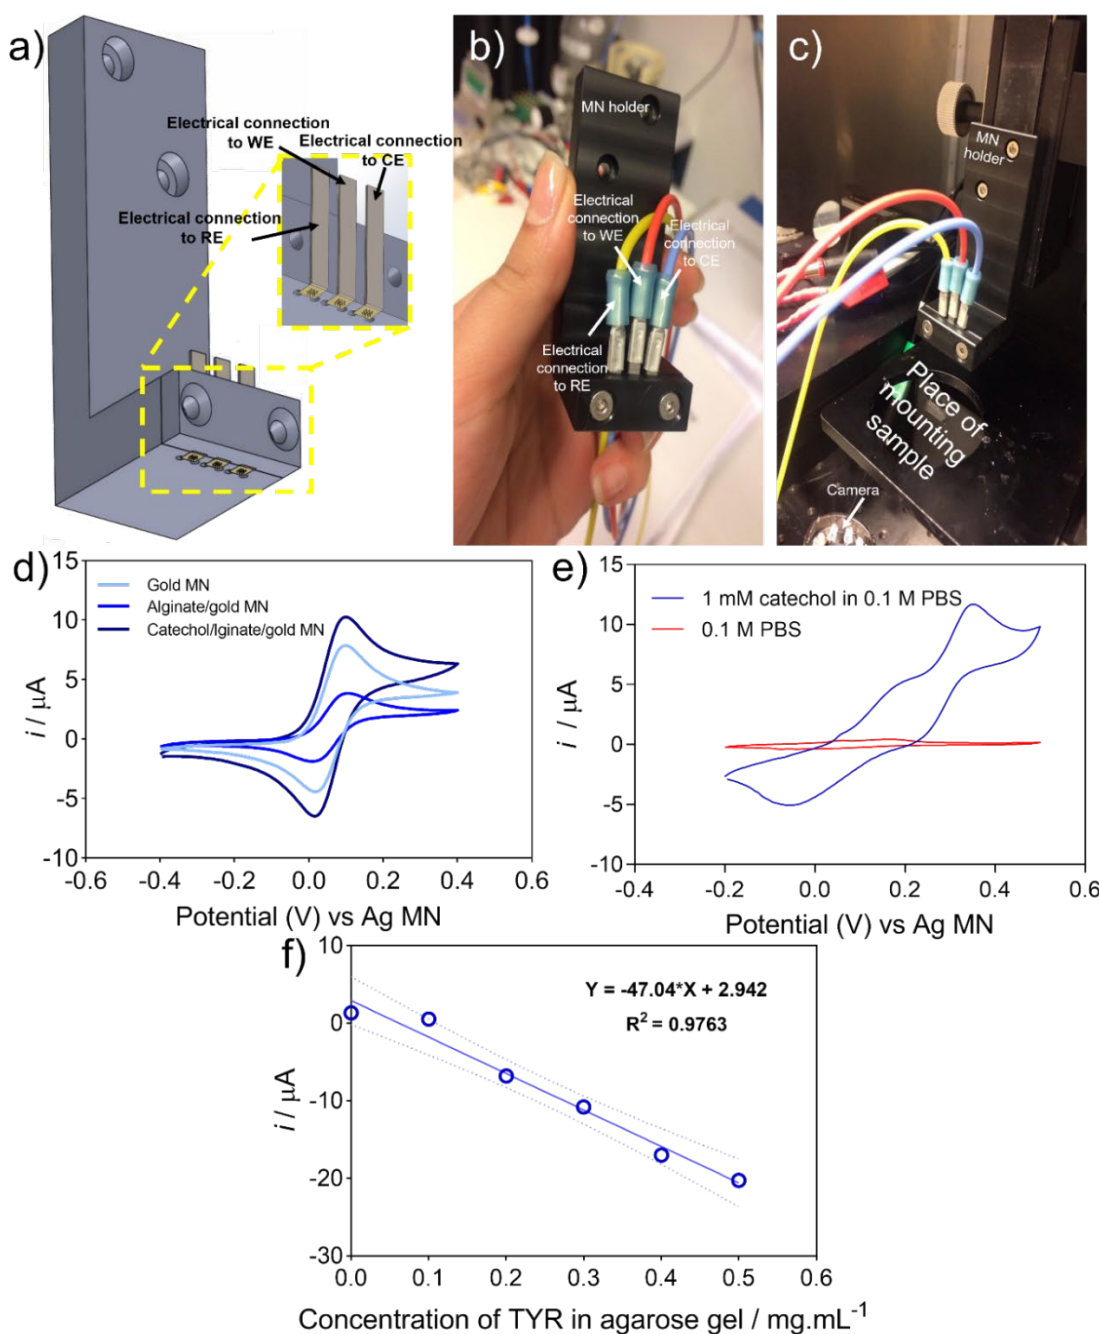 a)
Electrical connection
to WE
Electrical connection
to CE
Electrical connection
to RE
b)
MN holder
Electrical
connection
to WE
Electrical
connection
to CE
Electrical
connection
to RE
c)
MN
holder
Place of
mounting
sample
Camera
d)
15
10
5
0
-5
-10
i / μA
Gold MN
Alginate/gold MN
Catechol/lginate/gold MN
-0.6 -0.4 -0.2 0.0 0.2 0.4 0.6
Potential (V) vs Ag MN
e)
15
10
5
0
-5
-10
i / μA
1 mM catechol in 0.1 M PBS
0.1 M PBS
-0.4 -0.2 0.0 0.2 0.4 0.6
Potential (V) vs Ag MN
f)
10
0
-10
-20
-30
i / μA
Y = -47.04*X + 2.942
R² = 0.9763
0.0 0.1 0.2 0.3 0.4 0.5
Concentration of TYR in agarose gel / mg.mL⁻¹